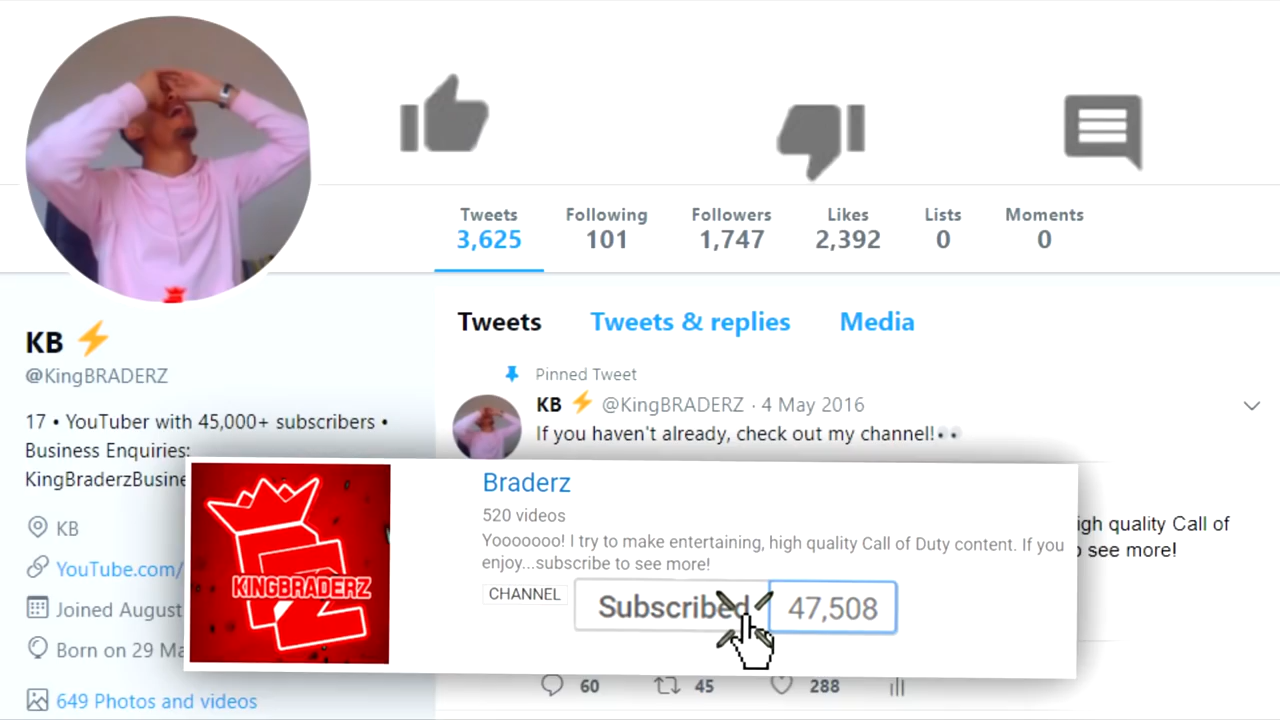 Tweets Following Followers Likes Lists Moments
3,625 101 1,747 2,392 0 0
KB⚡
@KingBRADERZ
17 • YouTuber with 45,000+ subscribers •
Business Enquiries:
KingBraderzBusine
KB
YouTube.com/
Joined August
Born on 29 Ma
649 Photos and videos
Tweets Tweets & replies Media
Pinned Tweet
KB⚡ @KingBRADERZ · 4 May 2016
If you haven't already, check out my channel!👀
igh quality Call of
see more!
KINGBRADERZ
Braderz
520 videos
Yooooooo! I try to make entertaining, high quality Call of Duty content. If you
enjoy...subscribe to see more!
CHANNEL Subscribed 47,508
60 45 288